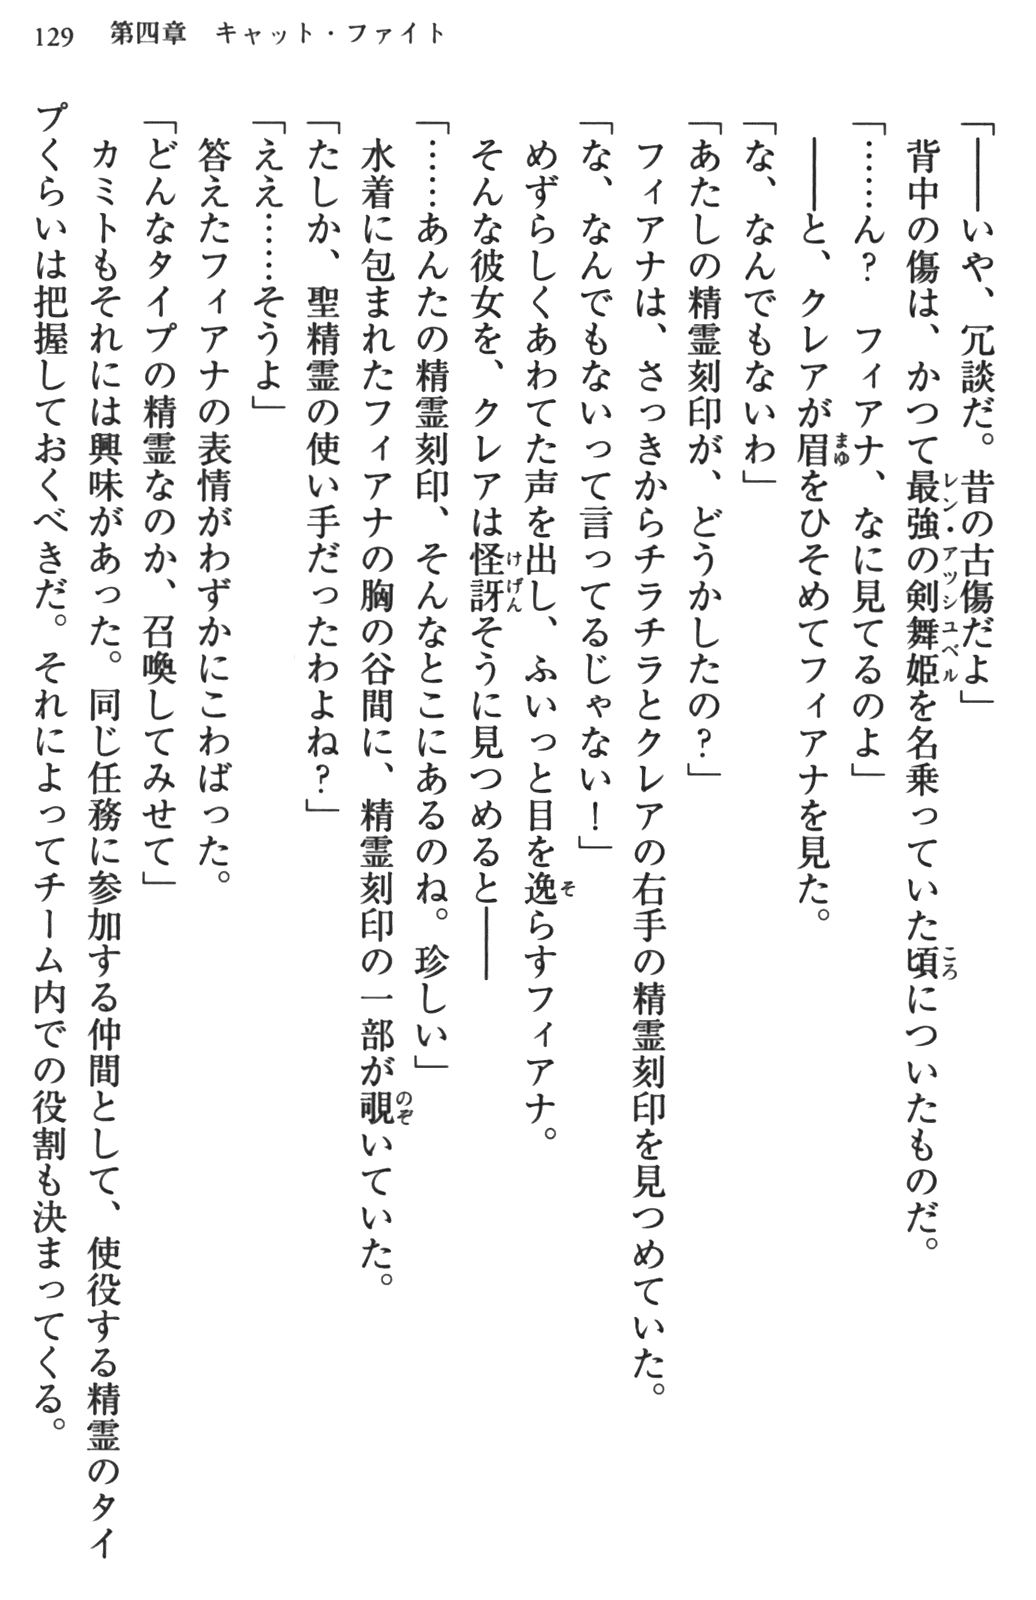 129 第四章 キャット・ファイト
「――いや、冗談だ。昔の古傷だよ」
背中の傷は、かつて最強の剣舞姫を名乗っていた頃についたものだ。
レン・アッシュベル
ころ
「……ん? フィアナ、なに見てるのよ」
――と、クレアが眉をひそめてフィアナを見た。
まゆ
「な、なんでもないわ」
「あたしの精霊刻印が、どうかしたの?」
フィアナは、さっきからチラチラとクレアの右手の精霊刻印を見つめていた。
「な、なんでもないって言ってるじゃない!」
めずらしくあわてた声を出し、ふいっと目を逸らすフィアナ。
そ
そんな彼女を、クレアは怪訝そうに見つめると――
けげん
「……あんたの精霊刻印、そんなとこにあるのね。珍しい」
水着に包まれたフィアナの胸の谷間に、精霊刻印の一部が覗いていた。
のぞ
「たしか、聖精霊の使い手だったわよね?」
「ええ……そうよ」
答えたフィアナの表情がわずかにこわばった。
「どんなタイプの精霊なのか、召喚してみせて」
カミトもそれには興味があった。同じ任務に参加する仲間として、使役する精霊のタイ
プくらいは把握しておくべきだ。それによってチーム内での役割も決まってくる。